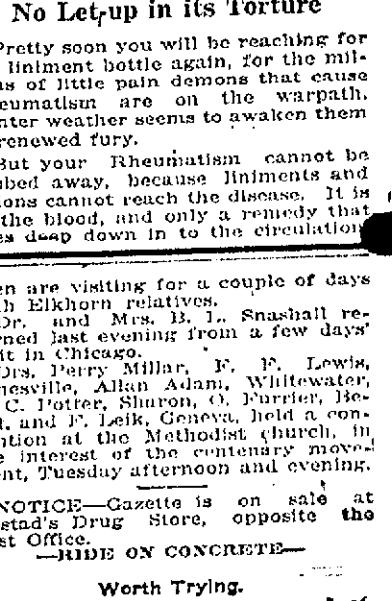 No Let-up in its Torture
Pretty soon you will be reaching for
liniment bottle again, for the mil-
ns of little pain demons that cause
eumatism are on the warpath.
nter weather seems to awaken them
renewed fury.
But your Rheumatism cannot be
bed away, because liniments and
ions cannot reach the disease. It is
the blood, and only a remedy that
es deep down in to the circulation
en are visiting for a couple of days
h Elkhorn relatives.
Dr. and Mrs. B. L. Snashall re-
rned last evening from a few days'
it in Chicago.
Drs. Perry Millar, F. F. Lewis,
nesville, Allan Adam, Whitewater,
C. Potter, Sharon, O. Furrier, Be-
t, and F. Leik, Geneva, held a con-
ntion at the Methodist church, in
e interest of the centenary move-
ent, Tuesday afternoon and evening.
NOTICE—Gazette is on sale at
stad's Drug Store, opposite the
st Office.
—RIDE ON CONCRETE—
Worth Trying.